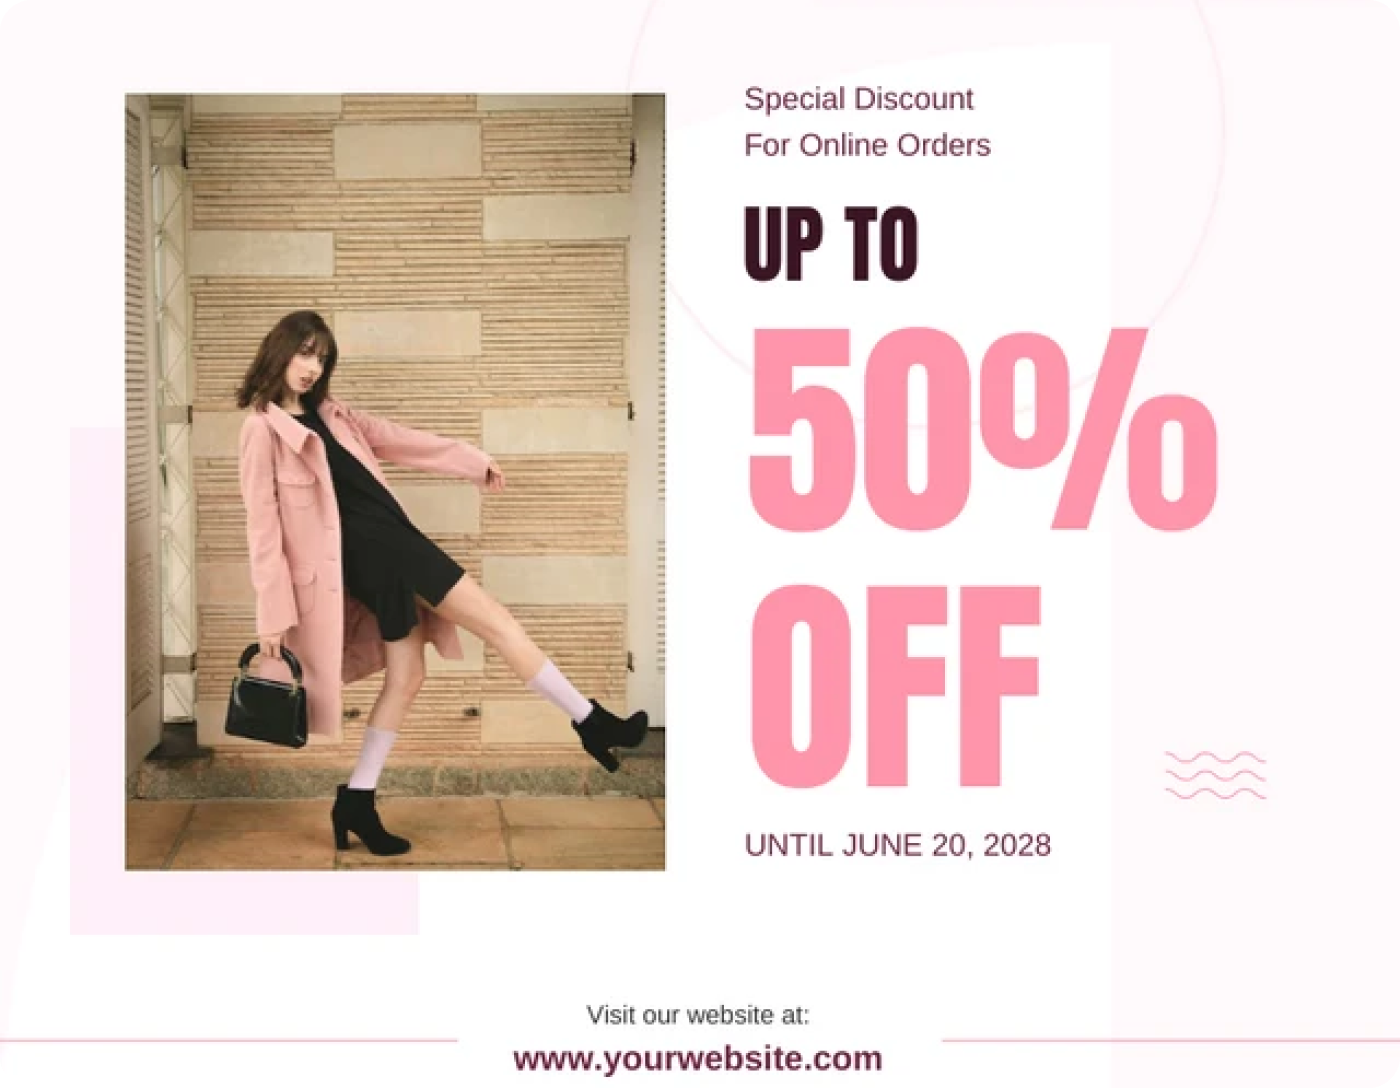 Special Discount
For Online Orders
UP TO
50%
OFF
UNTIL JUNE 20, 2028
Visit our website at:
www.yourwebsite.com